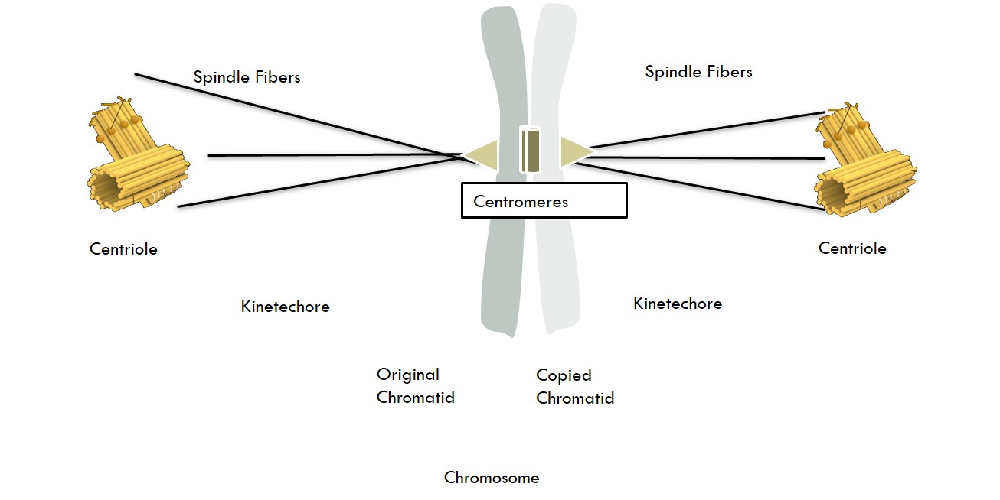 Spindle Fibers
Spindle Fibers
Centromeres
Centriole
Centriole
Kinetechore
Kinetechore
Original
Chromatid
Copied
Chromatid
Chromosome